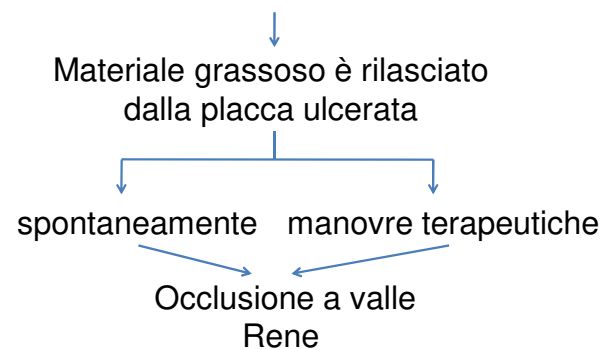 Materiale grassoso è rilasciato
dalla placca ulcerata
spontaneamente manovre terapeutiche
Occlusione a valle
Rene